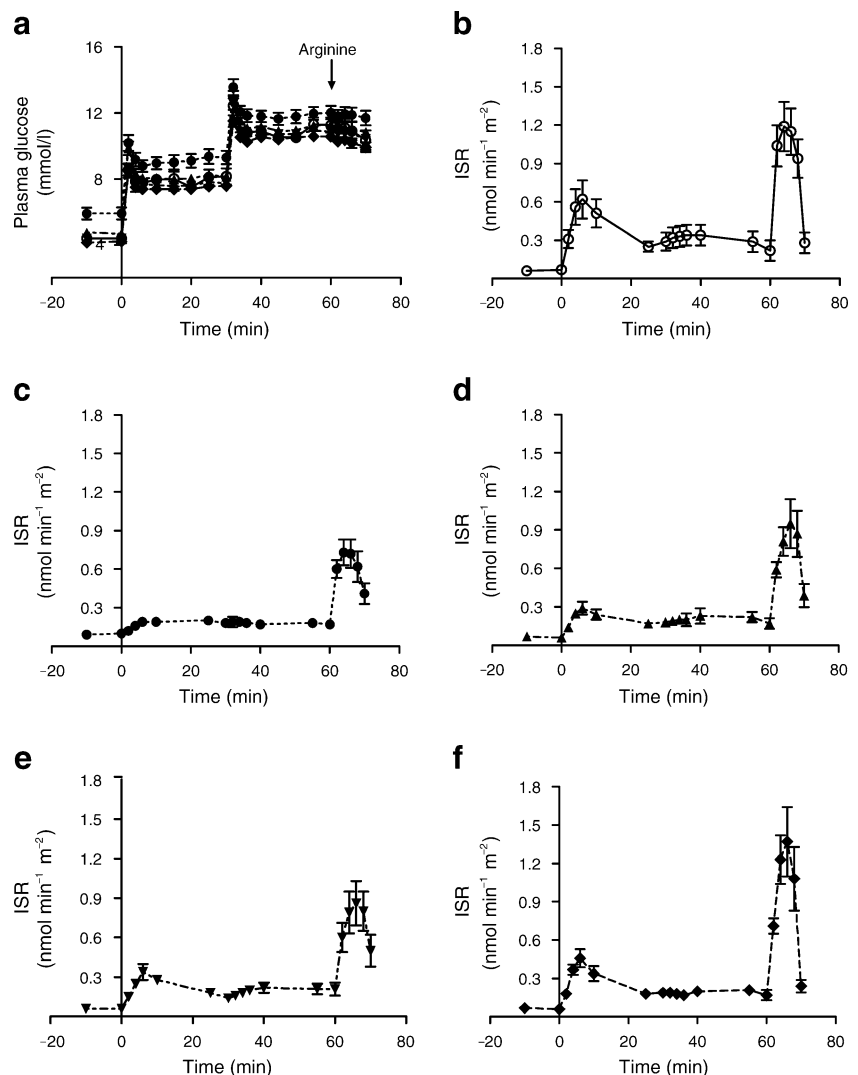 a
Arginine
16
12
8
4
Plasma glucose
(mmol/l)
−20 0 20 40 60 80
Time (min)
b
1.8
1.5
1.2
0.9
0.6
0.3
ISR
(nmol min−1 m−2)
−20 0 20 40 60 80
Time (min)
c
1.8
1.5
1.2
0.9
0.6
0.3
ISR
(nmol min−1 m−2)
−20 0 20 40 60 80
Time (min)
d
1.8
1.5
1.2
0.9
0.6
0.3
ISR
(nmol min−1 m−2)
−20 0 20 40 60 80
Time (min)
e
1.8
1.5
1.2
0.9
0.6
0.3
ISR
(nmol min−1 m−2)
−20 0 20 40 60 80
Time (min)
f
1.8
1.5
1.2
0.9
0.6
0.3
ISR
(nmol min−1 m−2)
−20 0 20 40 60 80
Time (min)